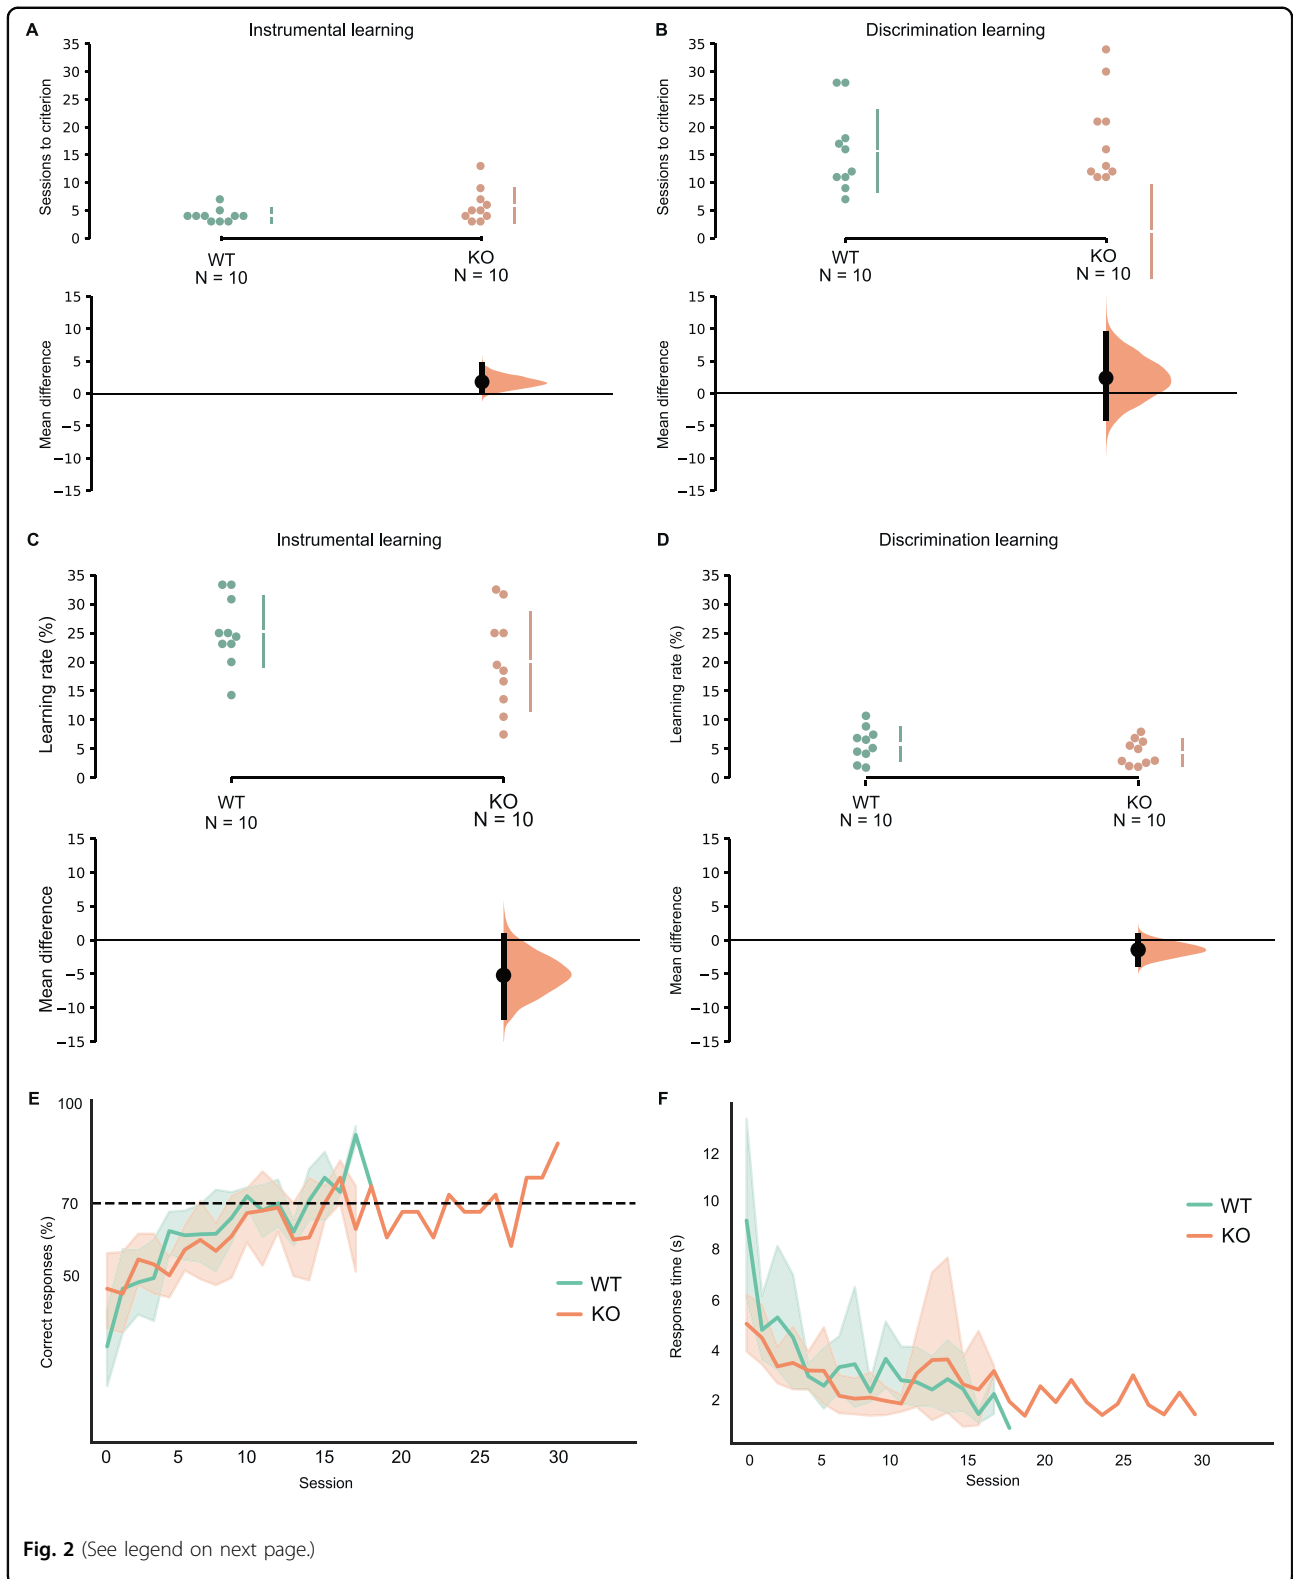 A
Instrumental learning
Sessions to criterion
35
30
25
20
15
10
5
0
WT
N = 10
KO
N = 10
Mean difference
15
10
5
0
−5
−10
−15
B
Discrimination learning
Sessions to criterion
35
30
25
20
15
10
5
0
WT
N = 10
KO
N = 10
Mean difference
15
10
5
0
−5
−10
−15
C
Instrumental learning
Learning rate (%)
35
30
25
20
15
10
5
0
WT
N = 10
KO
N = 10
Mean difference
15
10
5
0
−5
−10
−15
D
Discrimination learning
Learning rate (%)
35
30
25
20
15
10
5
0
WT
N = 10
KO
N = 10
Mean difference
15
10
5
0
−5
−10
−15
E
Correct responses (%)
100
70
50
WT
KO
0 5 10 15 20 25 30
Session
F
Response time (s)
12
10
8
6
4
2
WT
KO
0 5 10 15 20 25 30
Session
Fig. 2 (See legend on next page.)